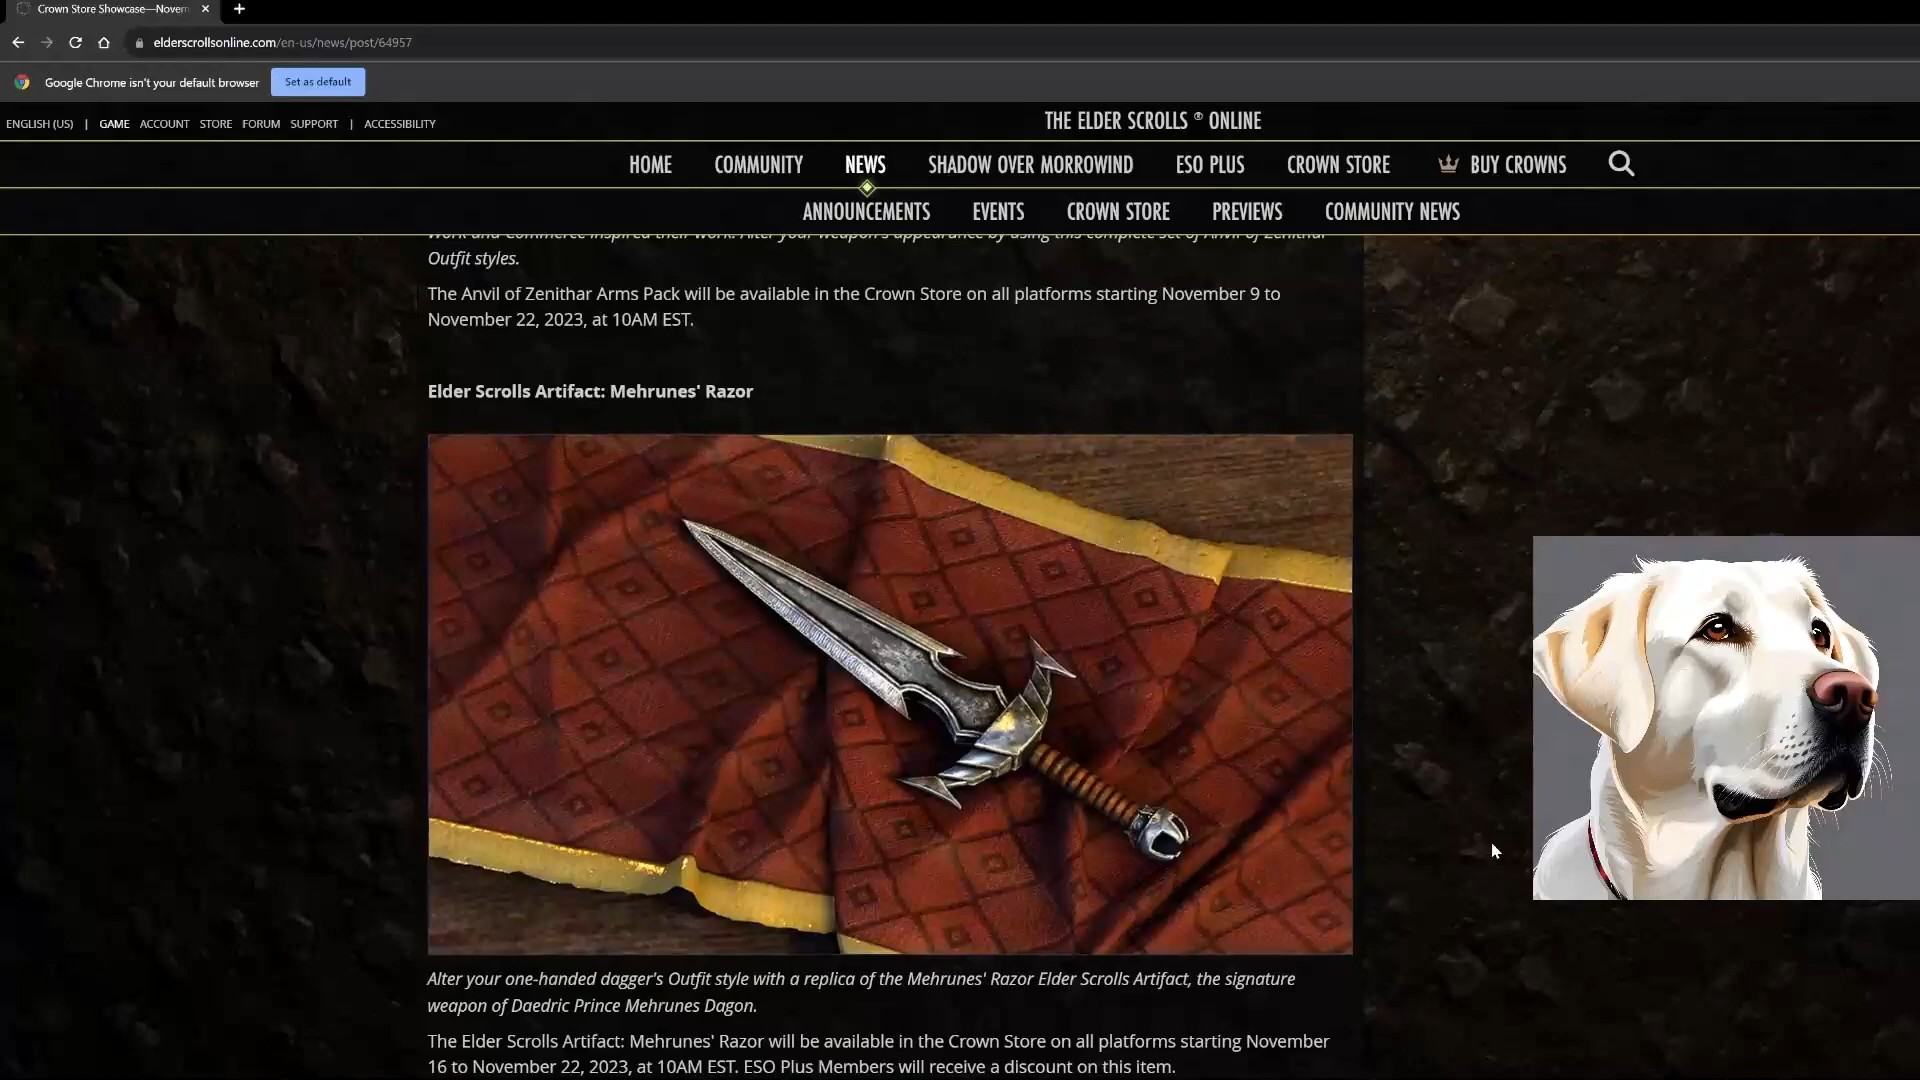 Crown Store Showcase—Novem
elderscrollsonline.com/en-us/news/post/64957
Google Chrome isn't your default browser
Set as default
ENGLISH (US) | GAME ACCOUNT STORE FORUM SUPPORT | ACCESSIBILITY
THE ELDER SCROLLS ® ONLINE
HOME COMMUNITY NEWS SHADOW OVER MORROWIND ESO PLUS CROWN STORE BUY CROWNS
ANNOUNCEMENTS EVENTS CROWN STORE PREVIEWS COMMUNITY NEWS
Work and Commerce inspired their work. Alter your weapon's appearance by using this complete set of Anvil of Zenithar
Outfit styles.
The Anvil of Zenithar Arms Pack will be available in the Crown Store on all platforms starting November 9 to
November 22, 2023, at 10AM EST.
Elder Scrolls Artifact: Mehrunes' Razor
Alter your one-handed dagger's Outfit style with a replica of the Mehrunes' Razor Elder Scrolls Artifact, the signature
weapon of Daedric Prince Mehrunes Dagon.
The Elder Scrolls Artifact: Mehrunes' Razor will be available in the Crown Store on all platforms starting November
16 to November 22, 2023, at 10AM EST. ESO Plus Members will receive a discount on this item.